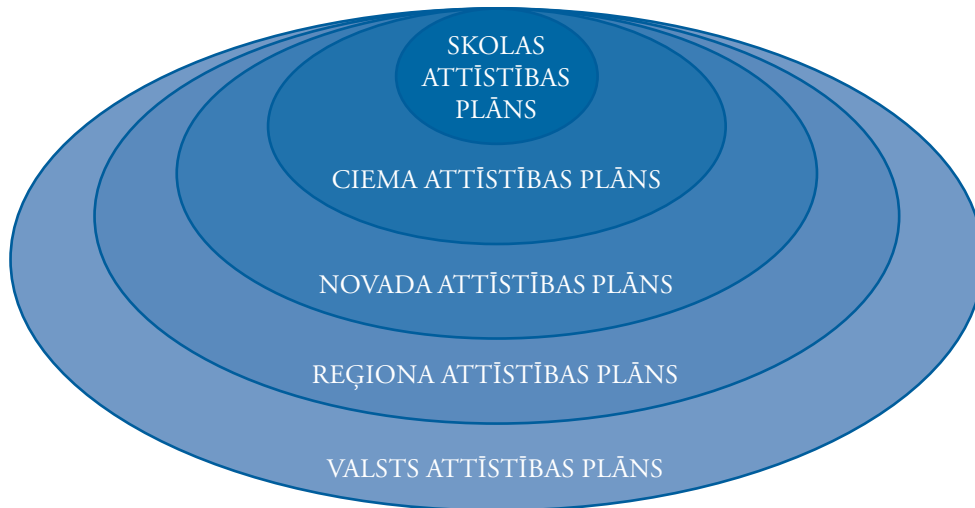 SKOLAS
ATTĪSTĪBAS
PLĀNS
CIEMA ATTĪSTĪBAS PLĀNS
NOVADA ATTĪSTĪBAS PLĀNS
REĢIONA ATTĪSTĪBAS PLĀNS
VALSTS ATTĪSTĪBAS PLĀNS